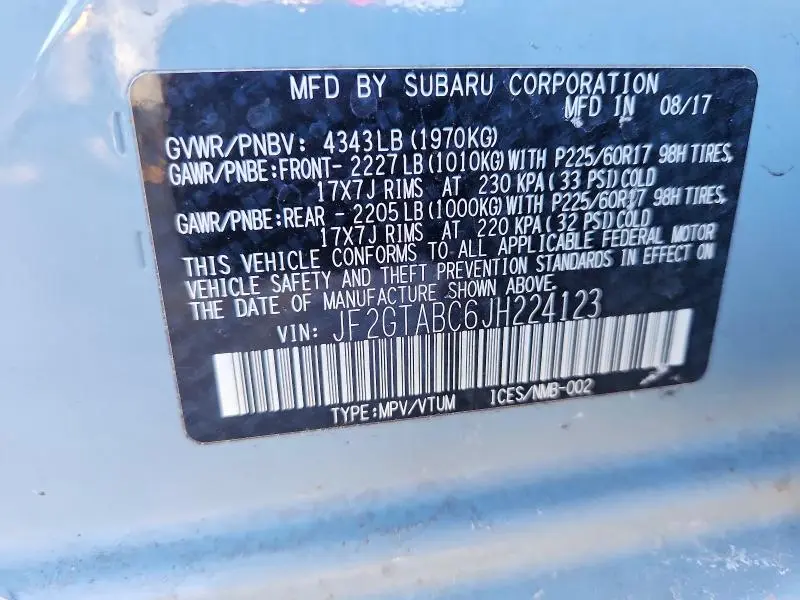 MFD BY SUBARU CORPORATION
MFD IN 08/17
GVWR/PNBV: 4343LB (1970KG)
GAWR/PNBE:FRONT- 2227LB (1010KG) WITH P225/60R17 98H TIRES,
17X7J RIMS AT 230 KPA( 33 PSI)COLD
GAWR/PNBE:REAR - 2205LB (1000KG) WITH P225/60R17 98H TIRES,
17X7J RIMS AT 220 KPA( 32 PSI)COLD
THIS VEHICLE CONFORMS TO ALL APPLICABLE FEDERAL MOTOR
VEHICLE SAFETY AND THEFT PREVENTION STANDARDS IN EFFECT ON
THE DATE OF MANUFACTURE SHOWN ABOVE.
VIN: JF2GTABC6JH224123
TYPE:MPV/VTUM ICES/NMB-002